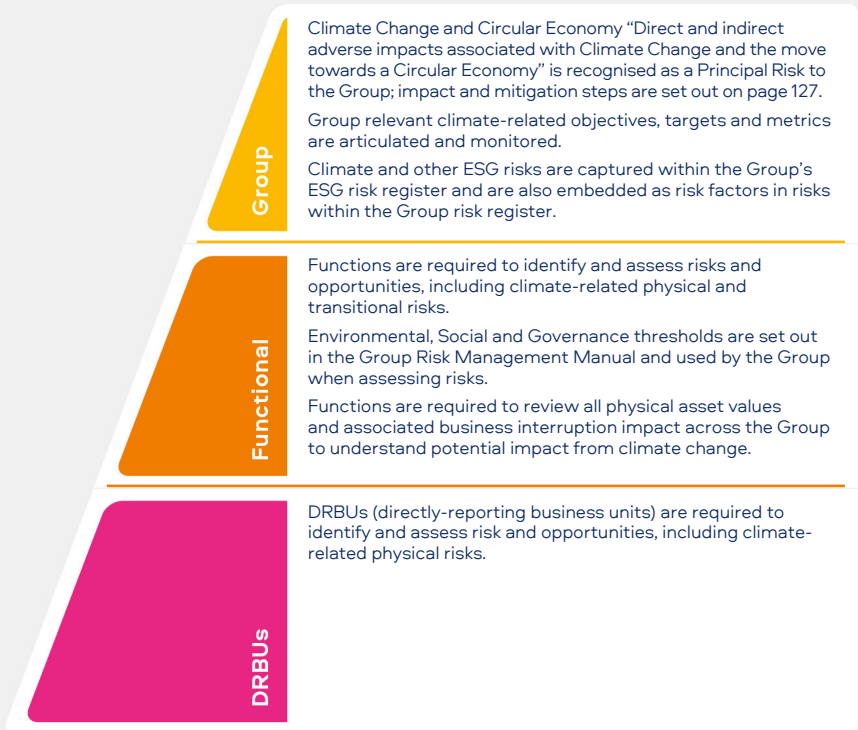 Group
Climate Change and Circular Economy “Direct and indirect
adverse impacts associated with Climate Change and the move
towards a Circular Economy” is recognised as a Principal Risk to
the Group; impact and mitigation steps are set out on page 127.
Group relevant climate-related objectives, targets and metrics
are articulated and monitored.
Climate and other ESG risks are captured within the Group’s
ESG risk register and are also embedded as risk factors in risks
within the Group risk register.
Functional
Functions are required to identify and assess risks and
opportunities, including climate-related physical and
transitional risks.
Environmental, Social and Governance thresholds are set out
in the Group Risk Management Manual and used by the Group
when assessing risks.
Functions are required to review all physical asset values
and associated business interruption impact across the Group
to understand potential impact from climate change.
DRBUs
DRBUs (directly-reporting business units) are required to
identify and assess risk and opportunities, including climate-
related physical risks.